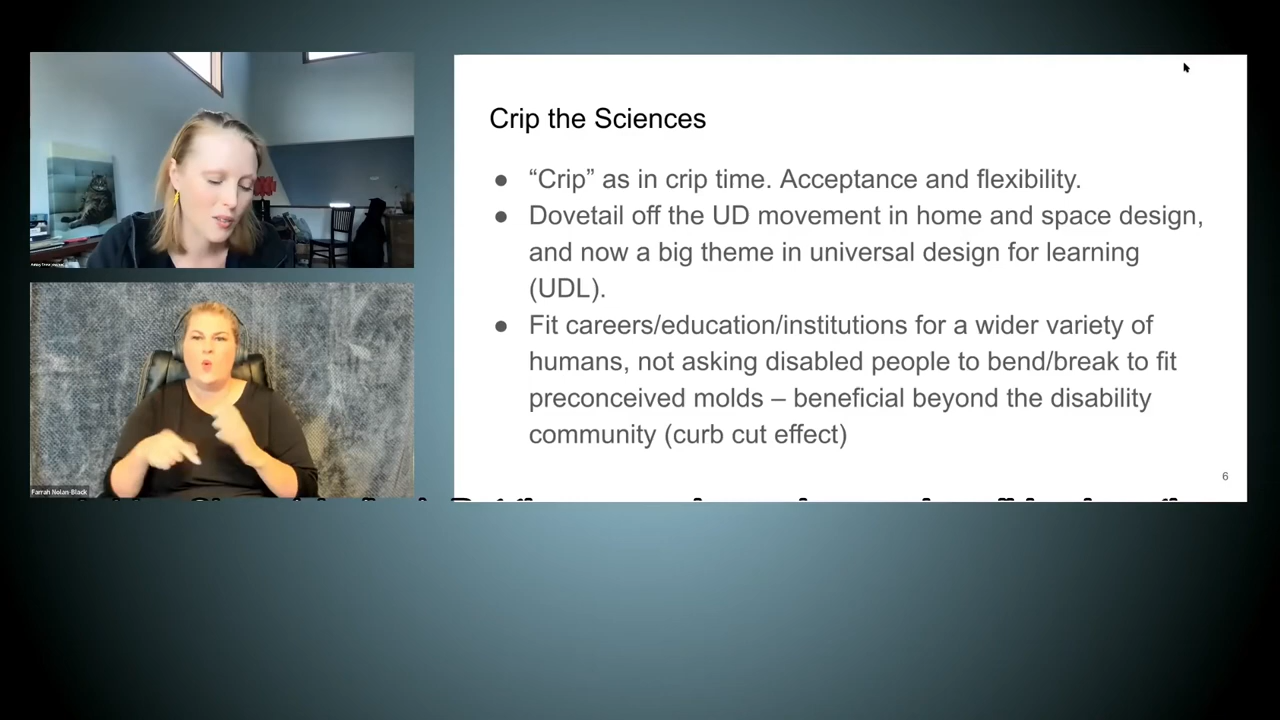 Crip the Sciences
● “Crip” as in crip time. Acceptance and flexibility.
● Dovetail off the UD movement in home and space design,
and now a big theme in universal design for learning
(UDL).
● Fit careers/education/institutions for a wider variety of
humans, not asking disabled people to bend/break to fit
preconceived molds – beneficial beyond the disability
community (curb cut effect)
6
Farrah Nolan-Black